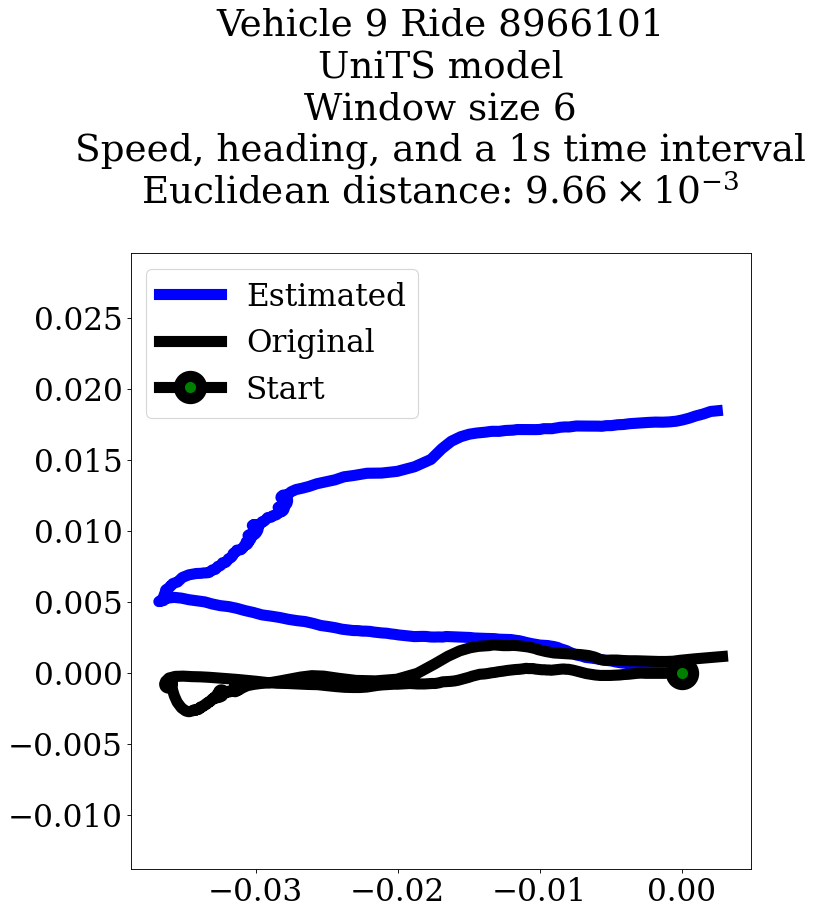 Vehicle 9 Ride 8966101
UniTS model
Window size 6
Speed, heading, and a 1s time interval
Euclidean distance: 9.66 × 10⁻³
Estimated
Original
Start
0.025
0.020
0.015
0.010
0.005
0.000
−0.005
−0.010
−0.03 −0.02 −0.01 0.00